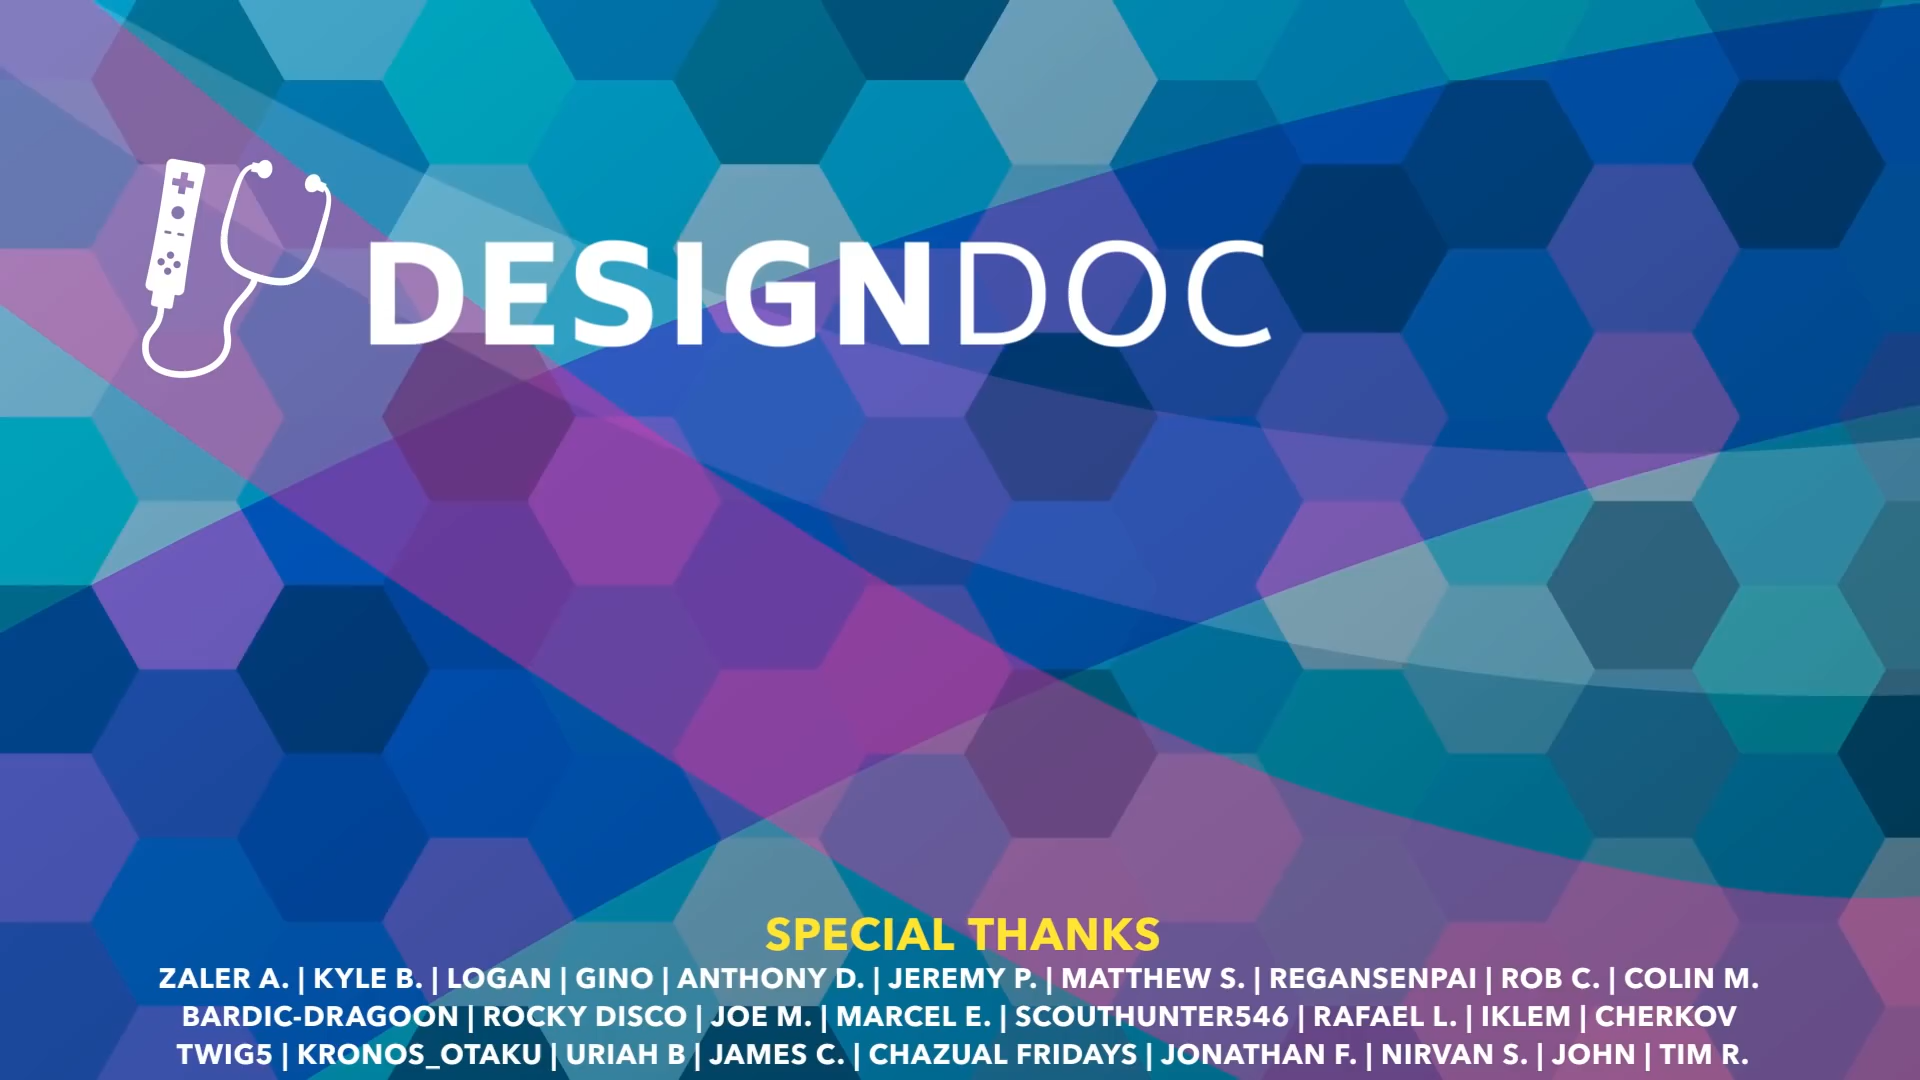 DESIGNDOC
SPECIAL THANKS
ZALER A. | KYLE B. | LOGAN | GINO | ANTHONY D. | JEREMY P. | MATTHEW S. | REGANSENPAI | ROB C. | COLIN M.
BARDIC-DRAGOON | ROCKY DISCO | JOE M. | MARCEL E. | SCOUTHUNTER546 | RAFAEL L. | IKLEM | CHERKOV
TWIG5 | KRONOS_OTAKU | URIAH B | JAMES C. | CHAZUAL FRIDAYS | JONATHAN F. | NIRVAN S. | JOHN | TIM R.